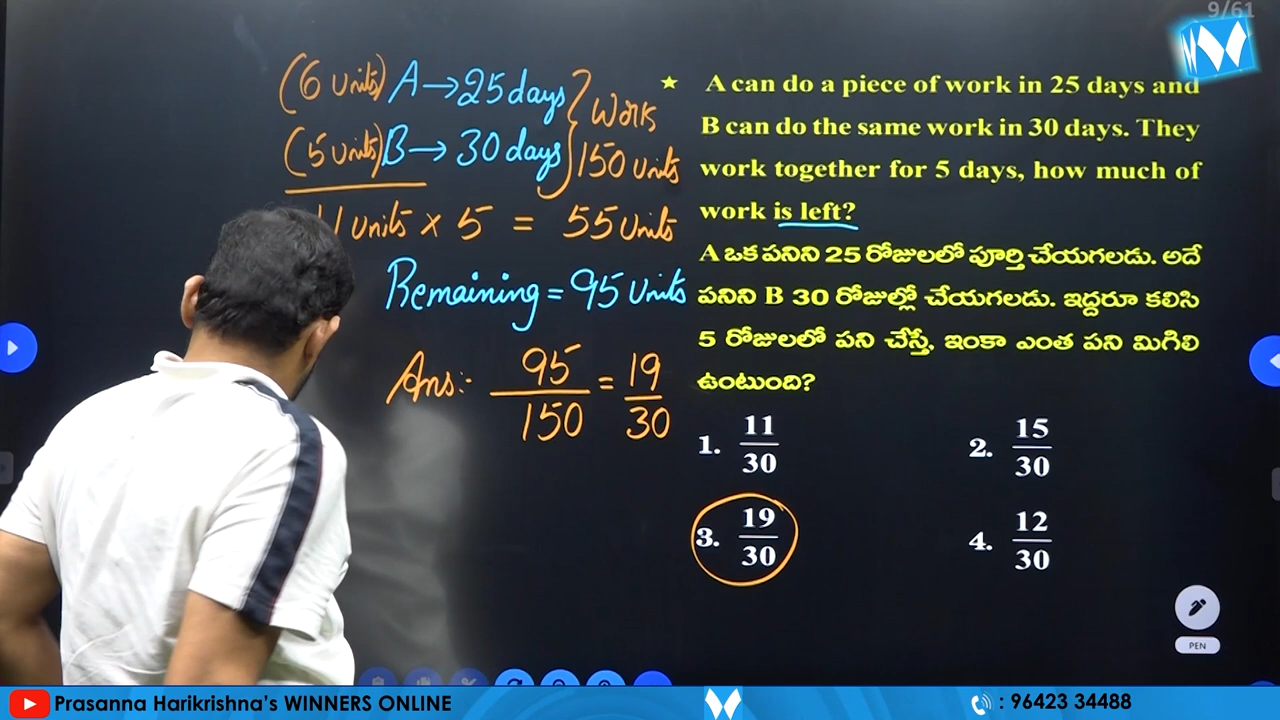 9/61
(6 units) A → 25 days
(5 units) B → 30 days
Work
150 units
11 units × 5 = 55 units
Remaining = 95 units
Ans:- 95/150 = 19/30
★ A can do a piece of work in 25 days and
B can do the same work in 30 days. They
work together for 5 days, how much of
work is left?
A ఒక పనిని 25 రోజులలో పూర్తి చేయగలడు. అదే
పనిని B 30 రోజుల్లో చేయగలడు. ఇద్దరూ కలిసి
5 రోజులలో పని చేస్తే, ఇంకా ఎంత పని మిగిలి
ఉంటుంది?
1. 11/30 2. 15/30
3. 19/30 4. 12/30
PEN
Prasanna Harikrishna's WINNERS ONLINE
: 96423 34488